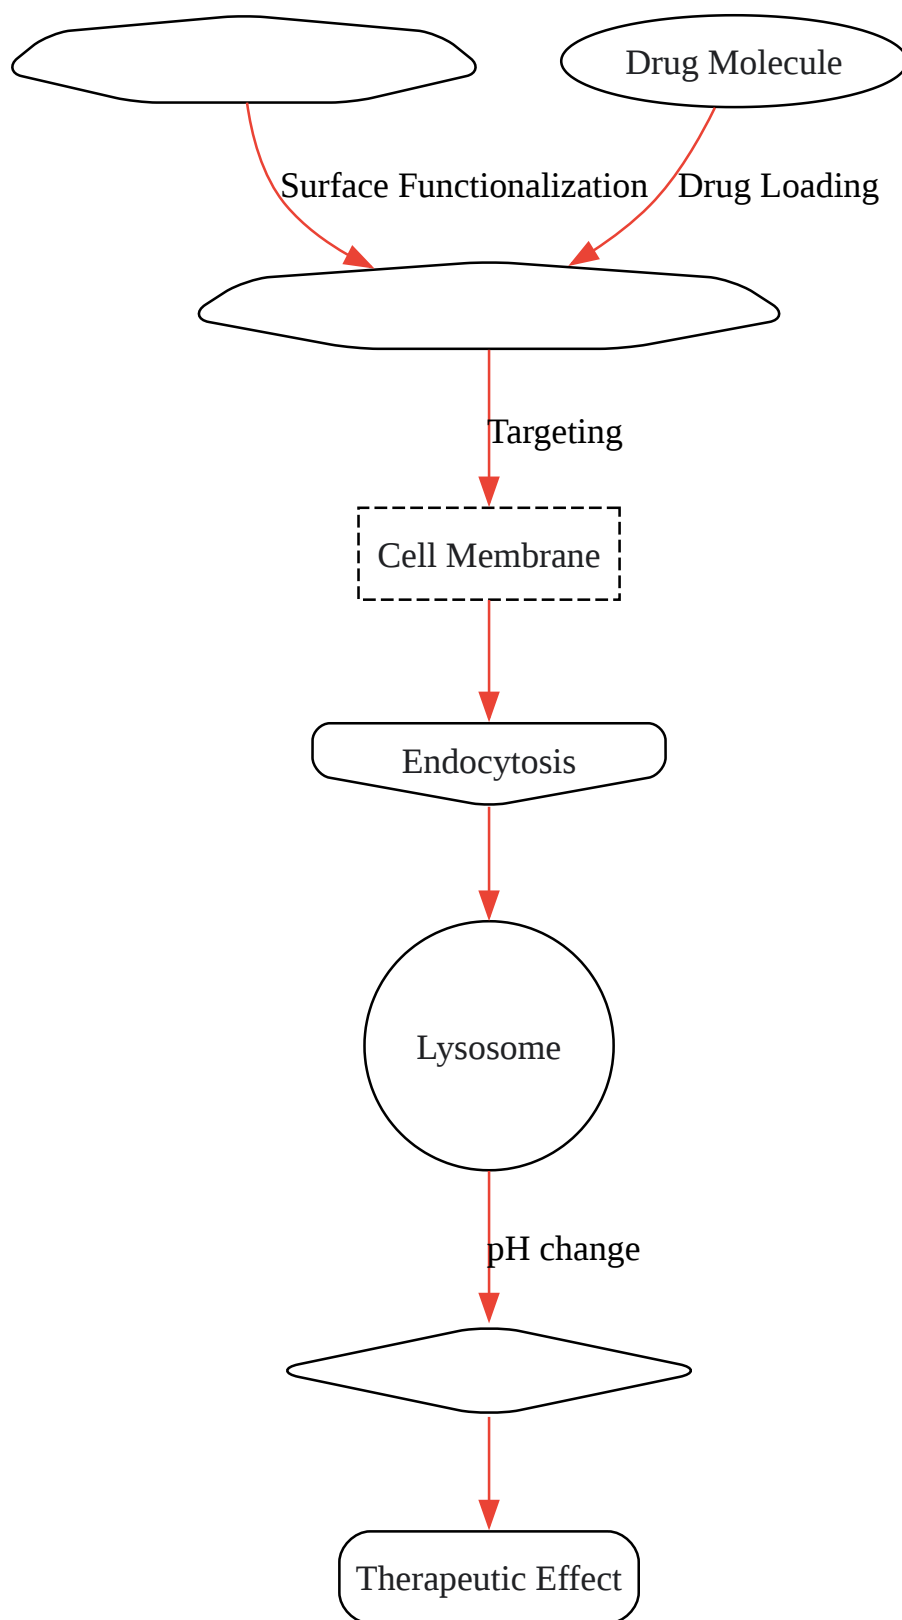 Drug Molecule
Surface Functionalization
Drug Loading
Targeting
Cell Membrane
Endocytosis
Lysosome
pH change
Therapeutic Effect